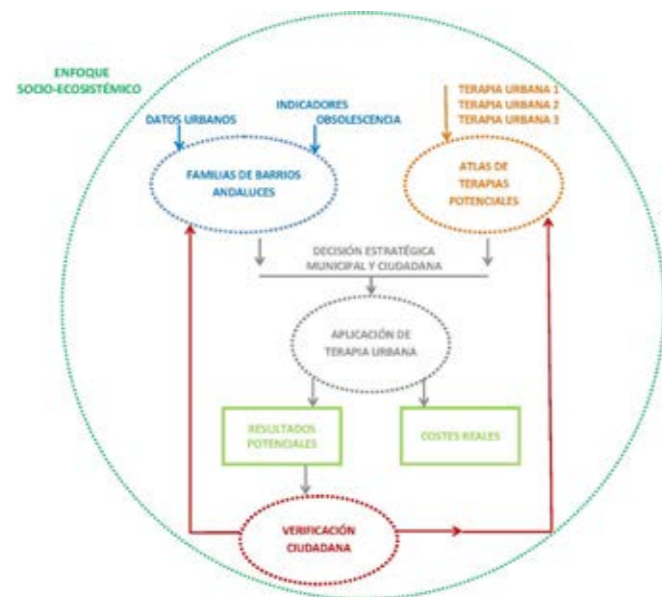 ENFOQUE
SOCIO-ECOSISTÉMICO
DATOS URBANOS
INDICADORES
OBSOLESCENCIA
TERAPIA URBANA 1
TERAPIA URBANA 2
TERAPIA URBANA 3
FAMILIAS DE BARRIOS
ANDALUCES
ATLAS DE
TERAPIAS
POTENCIALES
DECISIÓN ESTRATÉGICA
MUNICIPAL Y CIUDADANA
APLICACIÓN DE
TERAPIA URBANA
RESULTADOS
POTENCIALES
COSTES REALES
VERIFICACIÓN
CIUDADANA